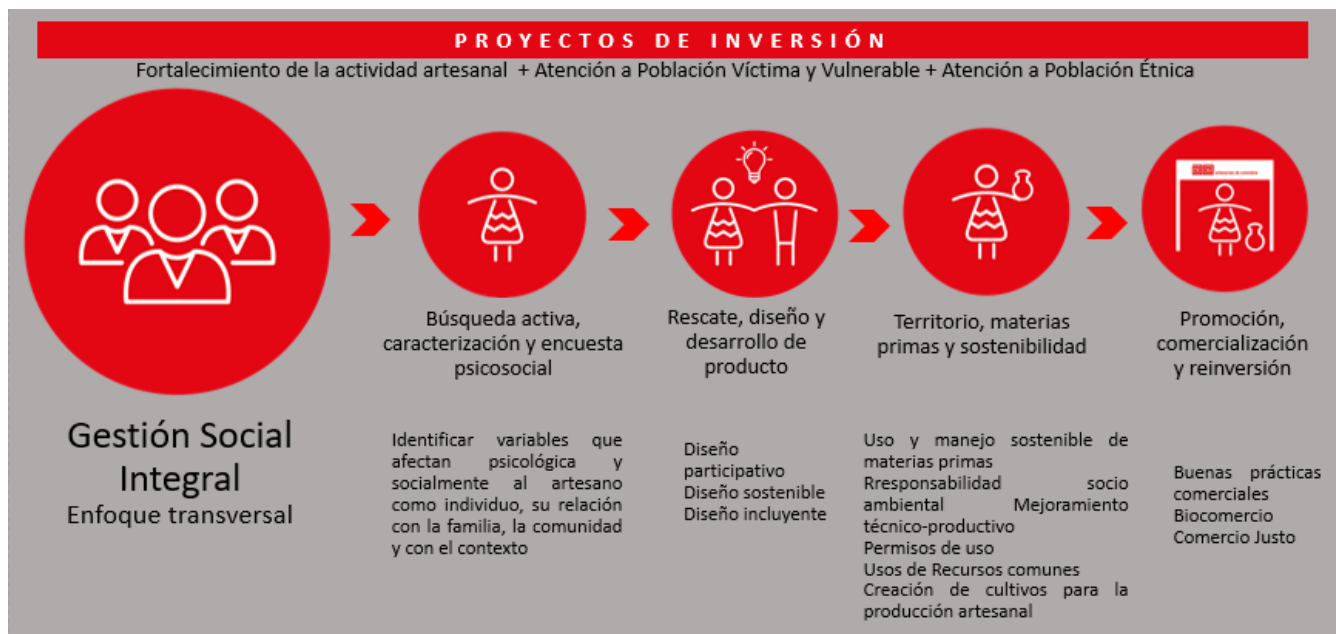 PROYECTOS DE INVERSIÓN
Fortalecimiento de la actividad artesanal + Atención a Población Víctima y Vulnerable + Atención a Población Étnica
Gestión Social
Integral
Enfoque transversal
Búsqueda activa,
caracterización y encuesta
psicosocial
Identificar variables que
afectan psicológica y
socialmente al artesano
como individuo, su relación
con la familia, la comunidad
y con el contexto
Rescate, diseño y
desarrollo de
producto
Diseño
participativo
Diseño sostenible
Diseño incluyente
Territorio, materias
primas y sostenibilidad
Uso y manejo sostenible de
materias primas
Rresponsabilidad socio
ambiental Mejoramiento
técnico-productivo
Permisos de uso
Usos de Recursos comunes
Creación de cultivos para la
producción artesanal
Promoción,
comercialización
y reinversión
Buenas prácticas
comerciales
Biocomercio
Comercio Justo